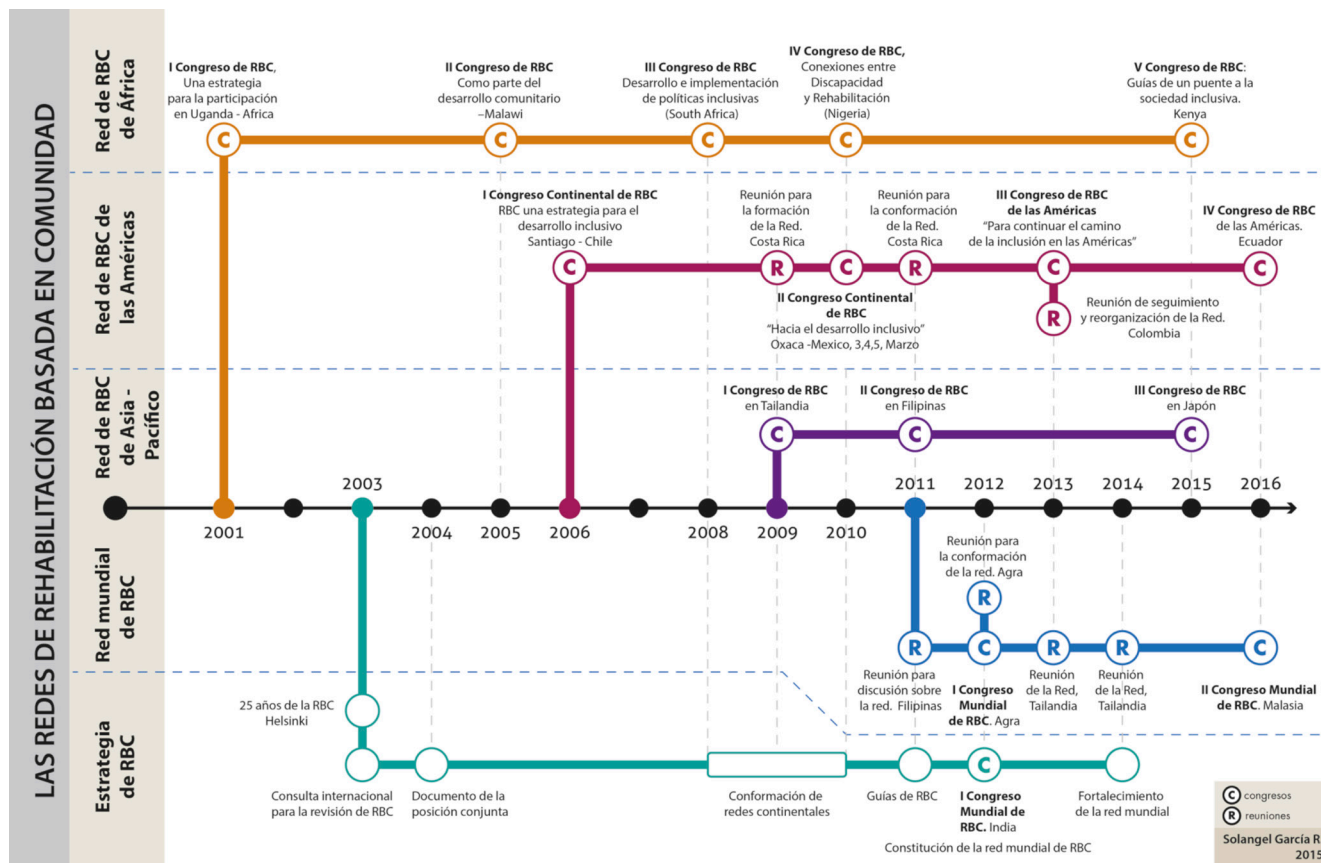 LAS REDES DE REHABILITACIÓN BASADA EN COMUNIDAD
Red de RBC
de África
I Congreso de RBC,
Una estrategia
para la participación
en Uganda - Africa
II Congreso de RBC
Como parte del
desarrollo comunitario
–Malawi
III Congreso de RBC
Desarrollo e implementación
de políticas inclusivas
(South Africa)
IV Congreso de RBC,
Conexiones entre
Discapacidad
y Rehabilitación
(Nigeria)
V Congreso de RBC:
Guías de un puente a la
sociedad inclusiva.
Kenya
C
C
C
C
C
Red de RBC de
las Américas
I Congreso Continental de RBC
RBC una estrategia para el
desarrollo inclusivo
Santiago - Chile
Reunión para
la formación
de la Red.
Costa Rica
Reunión para
la conformación
de la Red.
Costa Rica
III Congreso de RBC
de las Américas
“Para continuar el camino
de la inclusión en las Américas”
IV Congreso de RBC
de las Américas.
Ecuador
C
R
C
R
C
C
II Congreso Continental
de RBC
“Hacia el desarrollo inclusivo”
Oxaca -Mexico, 3,4,5, Marzo
R
Reunión de seguimiento
y reorganización de la Red.
Colombia
Red de RBC
de Asia -
Pacífico
I Congreso de RBC
en Tailandia
II Congreso de RBC
en Filipinas
III Congreso de RBC
en Japón
C
C
C
2003
2011
2012
2013
2014
2015
2016
2001
2004
2005
2006
2008
2009
2010
Red mundial
de RBC
Reunión para
la conformación
de la red. Agra
R
R
C
R
R
C
Reunión para
discusión sobre
la red. Filipinas
I Congreso
Mundial
de RBC. Agra
Reunión
de la Red,
Tailandia
Reunión
de la Red,
Tailandia
II Congreso Mundial
de RBC. Malasia
Estrategia
de RBC
25 años de la RBC
Helsinki
C
Consulta internacional
para la revisión de RBC
Documento de la
posición conjunta
Conformación de
redes continentales
Guías de RBC
I Congreso
Mundial de
RBC. India
Constitución de la red mundial de RBC
Fortalecimiento
de la red mundial
C congresos
R reuniones
Solangel García R
2015